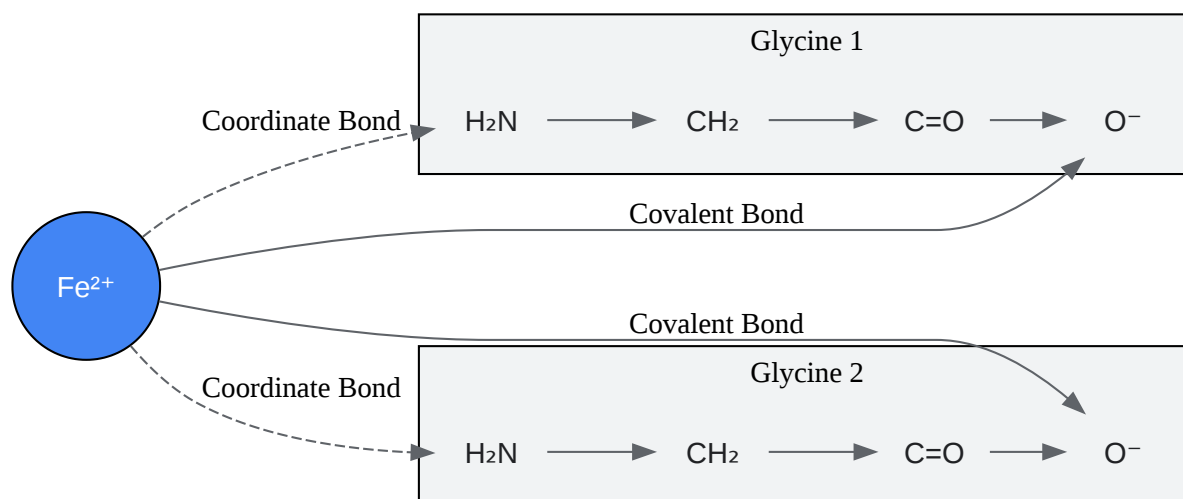 Glycine 1
Coordinate Bond
H₂N CH₂ C=O O⁻
Covalent Bond
Fe²⁺
Covalent Bond
Glycine 2
Coordinate Bond
H₂N CH₂ C=O O⁻